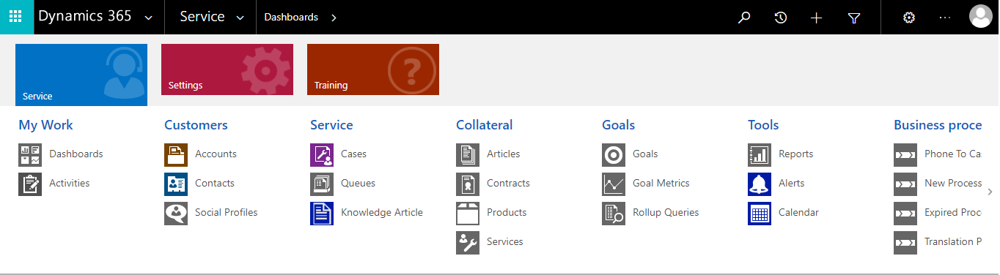 Dynamics 365 Service Dashboards
Service Settings Training
My Work Customers Service Collateral Goals Tools Business proce
Dashboards Accounts Cases Articles Goals Reports Phone To Ca
Activities Contacts Queues Contracts Goal Metrics Alerts New Process
Social Profiles Knowledge Article Products Rollup Queries Calendar Expired Proc
Services Translation P